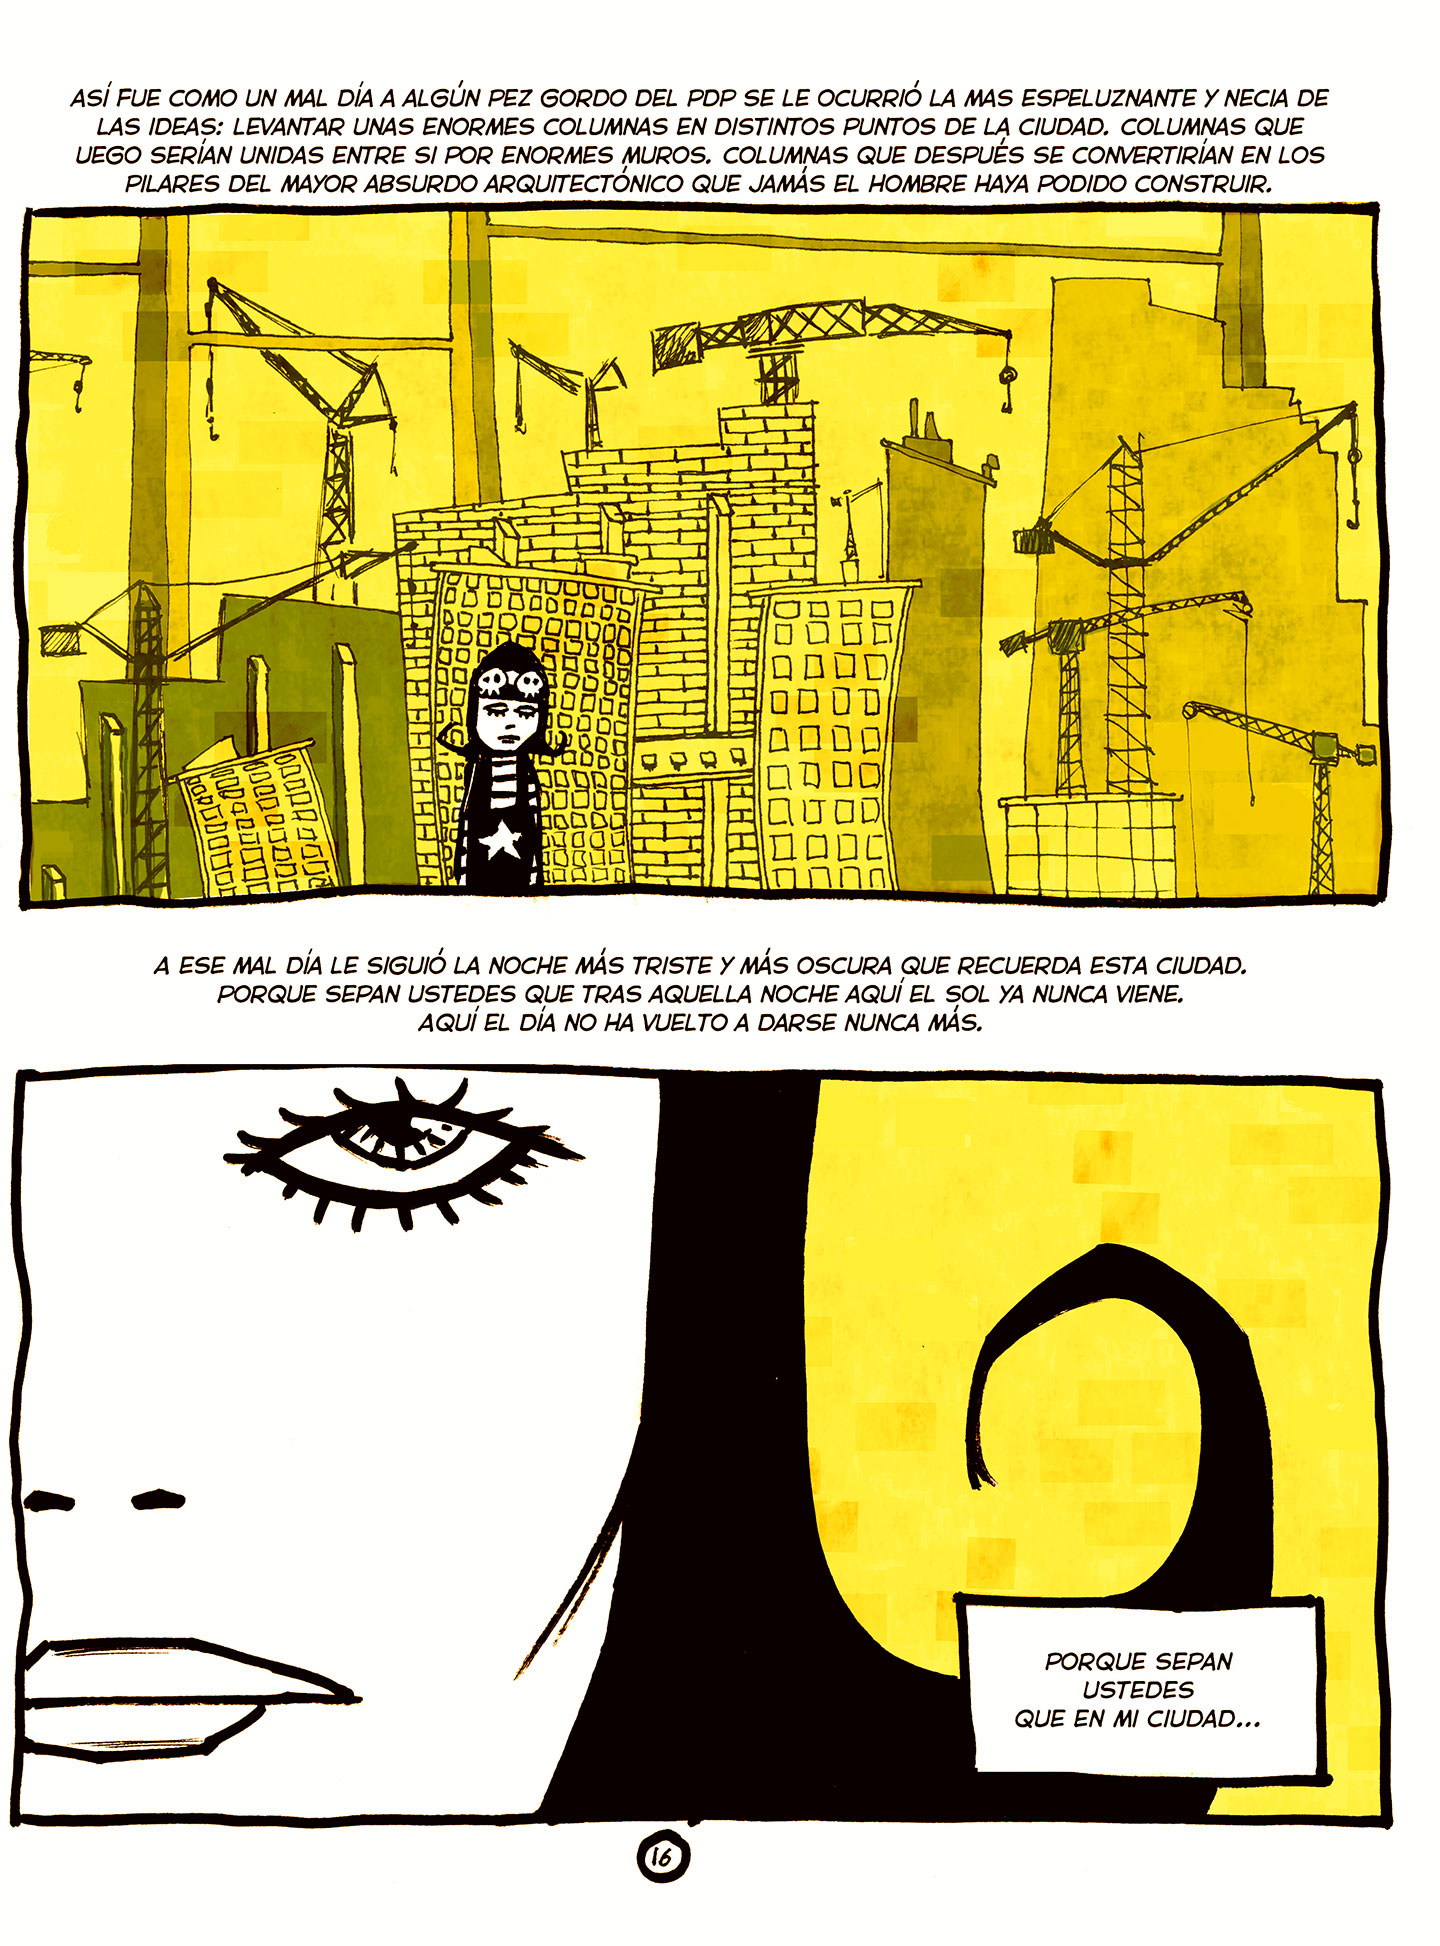 ASÍ FUE COMO UN MAL DÍA A ALGÚN PEZ GORDO DEL PDP SE LE OCURRIÓ LA MAS ESPELUZNANTE Y NECIA DE
LAS IDEAS: LEVANTAR UNAS ENORMES COLUMNAS EN DISTINTOS PUNTOS DE LA CIUDAD. COLUMNAS QUE
UEGO SERÍAN UNIDAS ENTRE SI POR ENORMES MUROS. COLUMNAS QUE DESPUÉS SE CONVERTIRÍAN EN LOS
PILARES DEL MAYOR ABSURDO ARQUITECTÓNICO QUE JAMÁS EL HOMBRE HAYA PODIDO CONSTRUIR.
A ESE MAL DÍA LE SIGUIÓ LA NOCHE MÁS TRISTE Y MÁS OSCURA QUE RECUERDA ESTA CIUDAD.
PORQUE SEPAN USTEDES QUE TRAS AQUELLA NOCHE AQUÍ EL SOL YA NUNCA VIENE.
AQUÍ EL DÍA NO HA VUELTO A DARSE NUNCA MÁS.
PORQUE SEPAN
USTEDES
QUE EN MI CIUDAD...
16